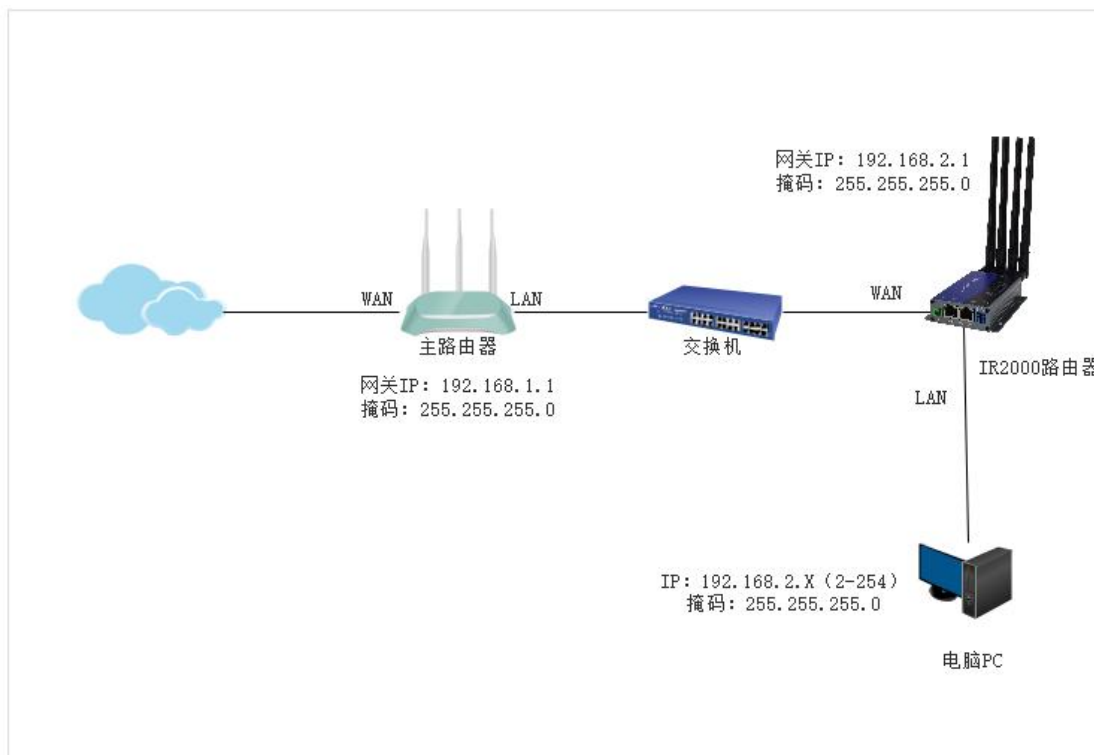 网关IP: 192.168.2.1
掩码: 255.255.255.0
WAN
LAN
WAN
主路由器
交换机
网关IP: 192.168.1.1
掩码: 255.255.255.0
IR2000路由器
LAN
IP: 192.168.2.X（2-254）
掩码: 255.255.255.0
电脑PC